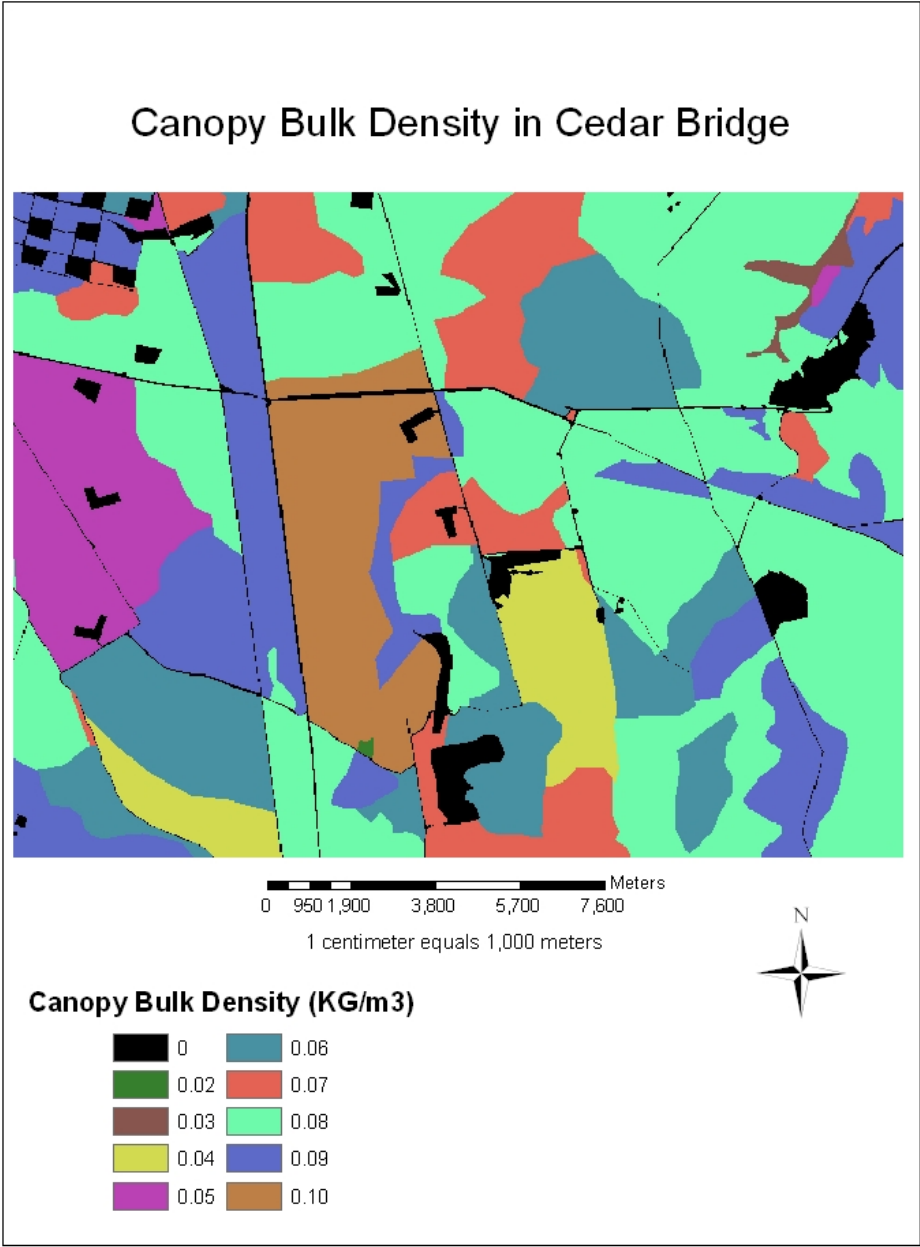 Canopy Bulk Density in Cedar Bridge
Meters
0 950 1,900 3,800 5,700 7,600
1 centimeter equals 1,000 meters
N
Canopy Bulk Density (KG/m3)
0 0.06
0.02 0.07
0.03 0.08
0.04 0.09
0.05 0.10